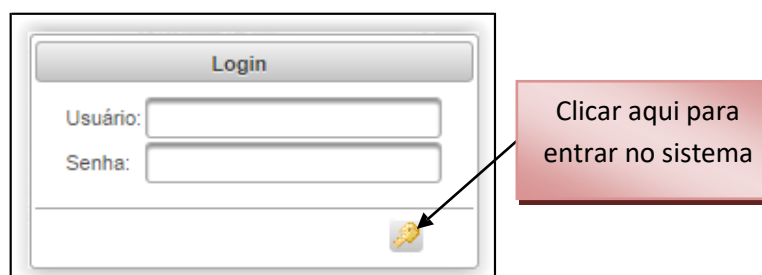 Login
Usuário:
Senha:
Clicar aqui para
entrar no sistema